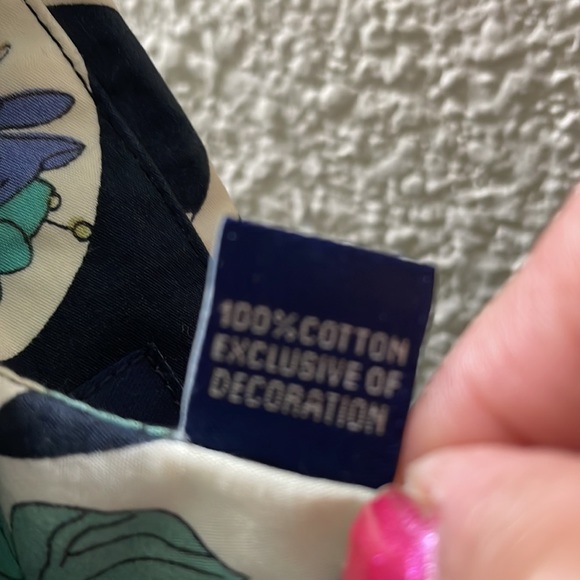 100% COTTON
EXCLUSIVE OF
DECORATION